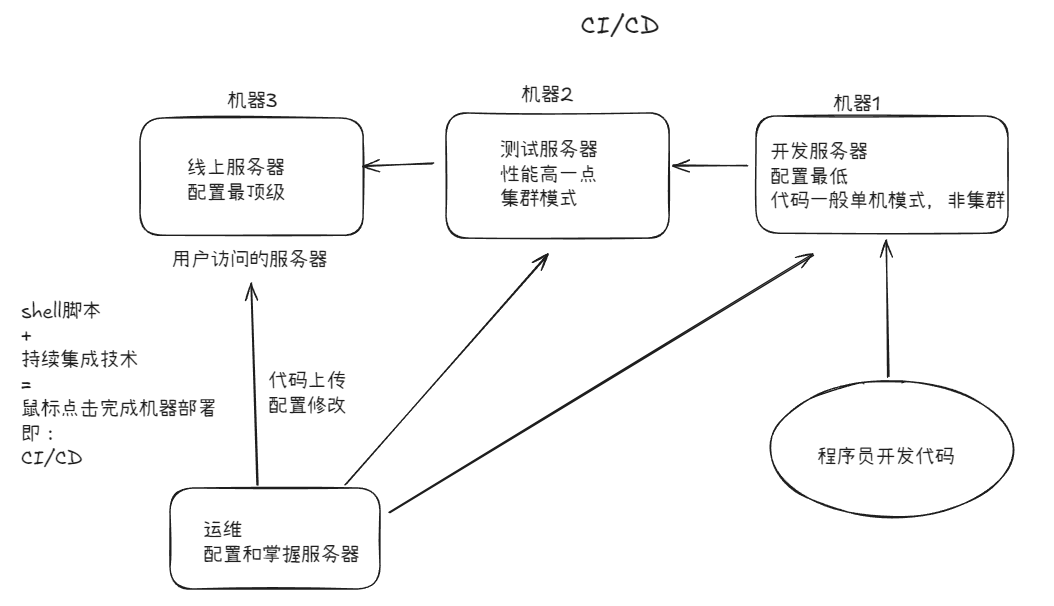 CI/CD
机器3
机器2
机器1
线上服务器
配置最顶级
测试服务器
性能高一点
集群模式
开发服务器
配置最低
代码一般单机模式，非集群
用户访问的服务器
shell脚本
+
持续集成技术
=
鼠标点击完成机器部署
即：
CI/CD
代码上传
配置修改
程序员开发代码
运维
配置和掌握服务器